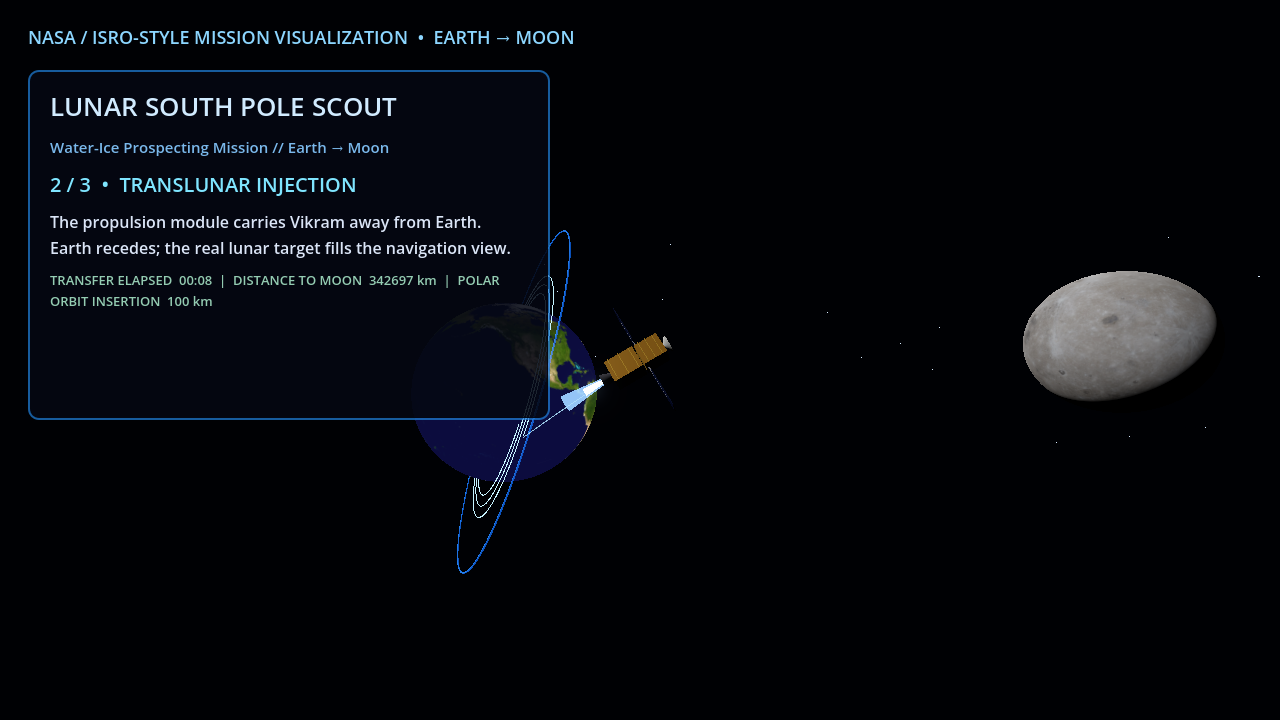 NASA / ISRO-STYLE MISSION VISUALIZATION • EARTH → MOON
LUNAR SOUTH POLE SCOUT
Water-Ice Prospecting Mission // Earth → Moon
2 / 3 • TRANSLUNAR INJECTION
The propulsion module carries Vikram away from Earth.
Earth recedes; the real lunar target fills the navigation view.
TRANSFER ELAPSED 00:08 | DISTANCE TO MOON 342697 km | POLAR
ORBIT INSERTION 100 km